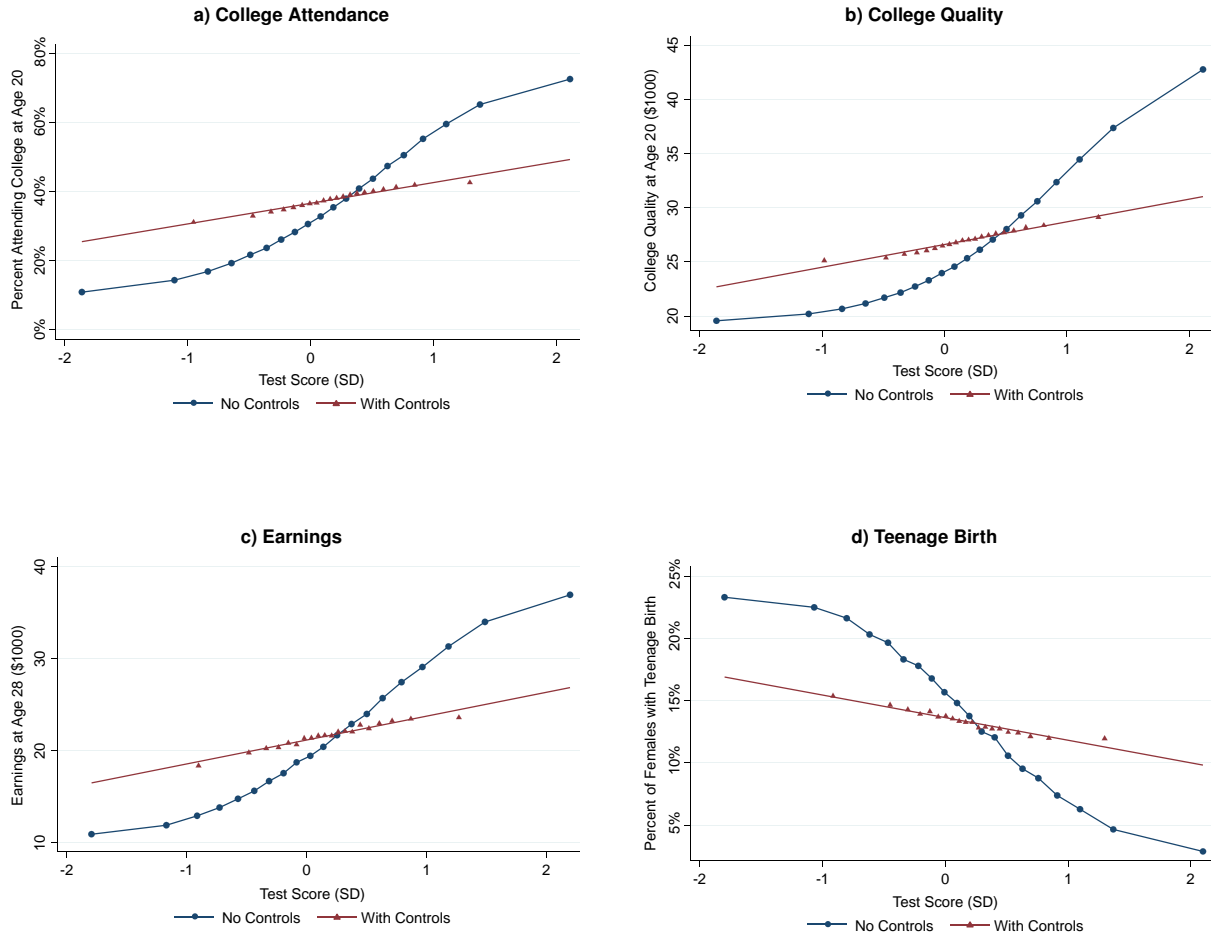 a) College Attendance
Percent Attending College at Age 20
80%
60%
40%
20%
0%
-2 -1 0 1 2
Test Score (SD)
No Controls With Controls
b) College Quality
College Quality at Age 20 ($1000)
45
40
35
30
25
20
-2 -1 0 1 2
Test Score (SD)
No Controls With Controls
c) Earnings
Earnings at Age 28 ($1000)
40
30
20
10
-2 -1 0 1 2
Test Score (SD)
No Controls With Controls
d) Teenage Birth
Percent of Females with Teenage Birth
25%
20%
15%
10%
5%
-2 -1 0 1 2
Test Score (SD)
No Controls With Controls